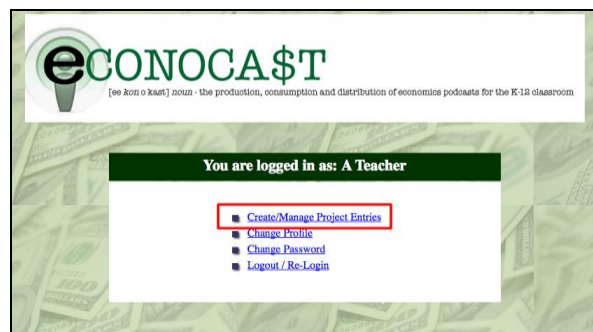 eCONOCA$T
[ee kon o kast] noun - the production, consumption and distribution of economics podcasts for the K-12 classroom
You are logged in as: A Teacher
Create/Manage Project Entries
Change Profile
Change Password
Logout / Re-Login